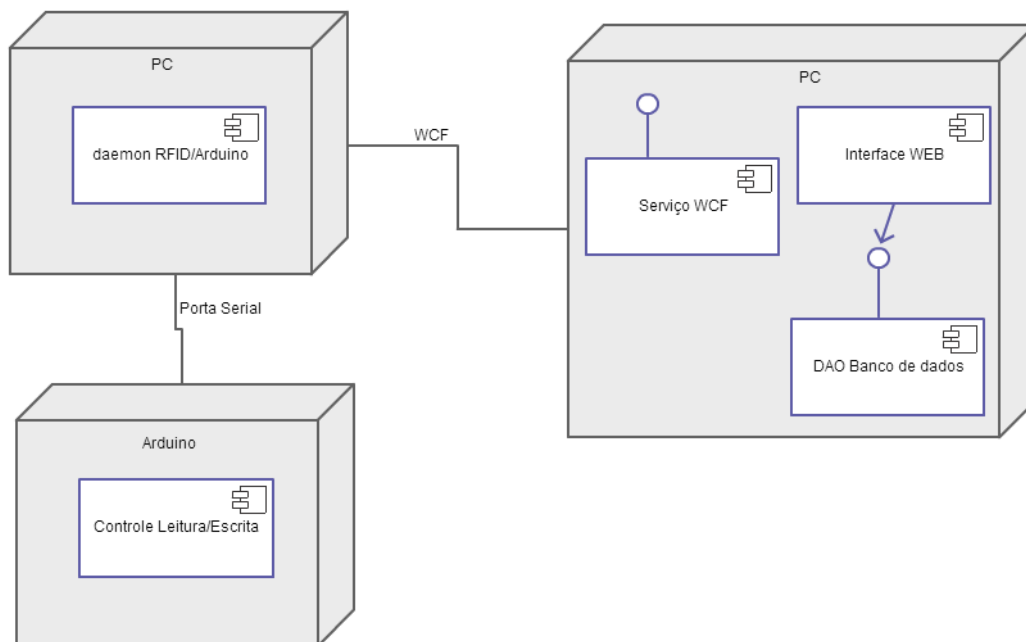 PC
daemon RFID/Arduino
WCF
PC
Serviço WCF
Interface WEB
DAO Banco de dados
Porta Serial
Arduino
Controle Leitura/Escrita